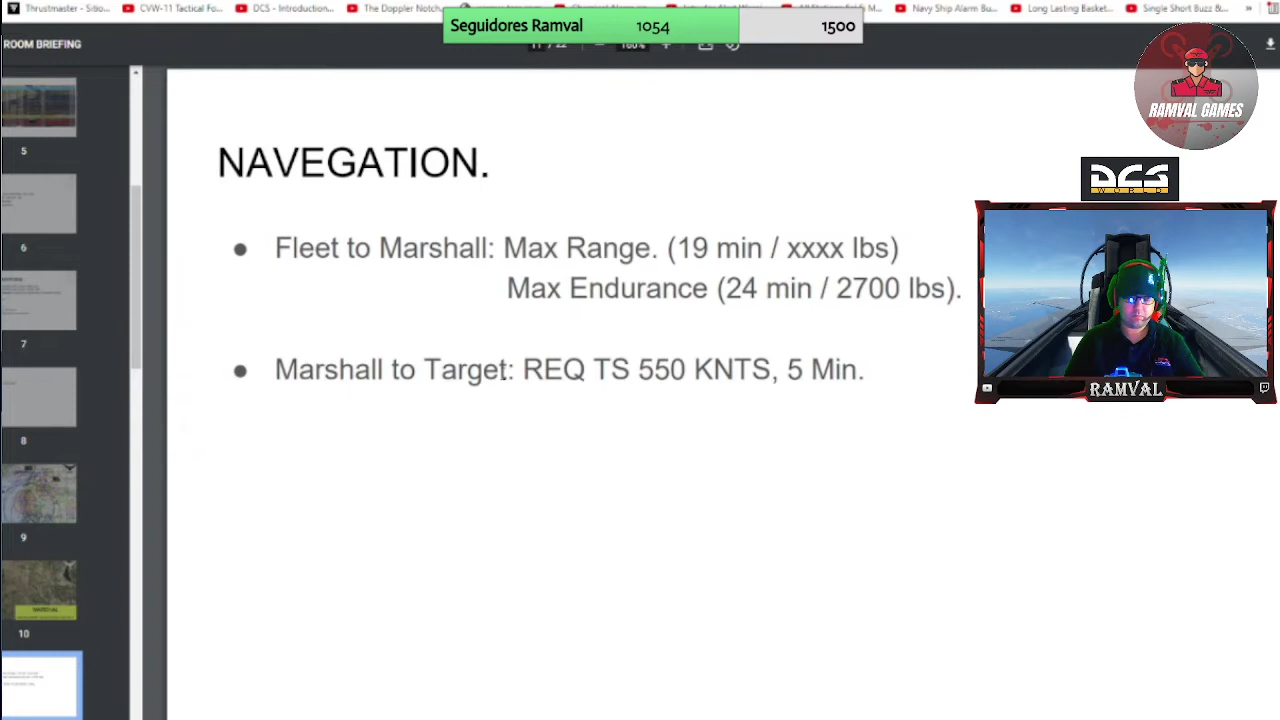 Thrustmaster - Sitio...
CVW-11 Tactical Fo...
DCS - Introduction...
The Doppler Notch...
Navy Ship Alarm Bu...
Long Lasting Basket...
Single Short Buzz &...
Seguidores Ramval 1054 1500
ROOM BRIEFING
RAMVAL GAMES
DCS
WORLD
NAVEGATION.
● Fleet to Marshall: Max Range. (19 min / xxxx lbs)
Max Endurance (24 min / 2700 lbs).
● Marshall to Target: REQ TS 550 KNTS, 5 Min.
RAMVAL
5
6
7
8
9
MARSHAL
10